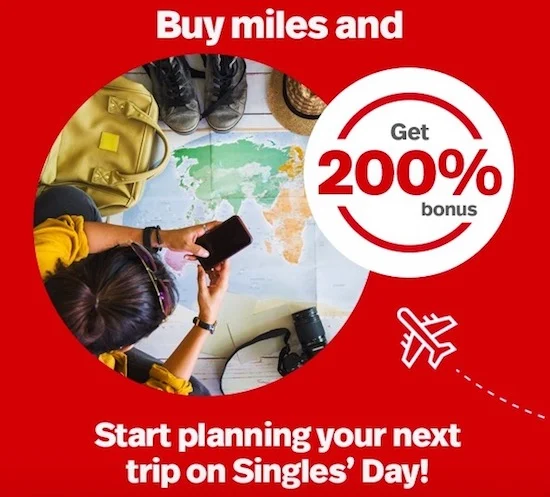 Buy miles and
Get
200%
bonus
Start planning your next
trip on Singles' Day!